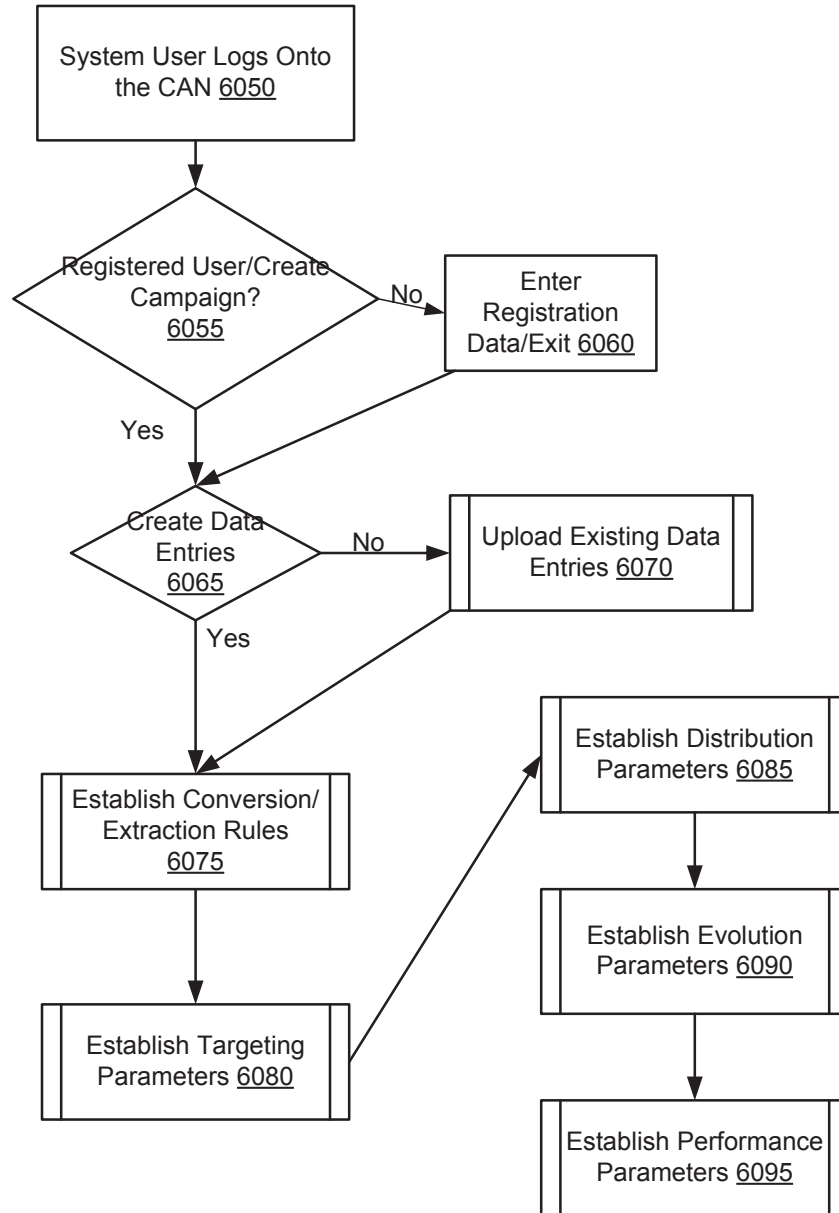 System User Logs Onto
the CAN 6050
Registered User/Create
Campaign?
6055
No
Enter
Registration
Data/Exit 6060
Yes
Create Data
Entries
6065
No
Upload Existing Data
Entries 6070
Yes
Establish Conversion/
Extraction Rules
6075
Establish Targeting
Parameters 6080
Establish Distribution
Parameters 6085
Establish Evolution
Parameters 6090
Establish Performance
Parameters 6095